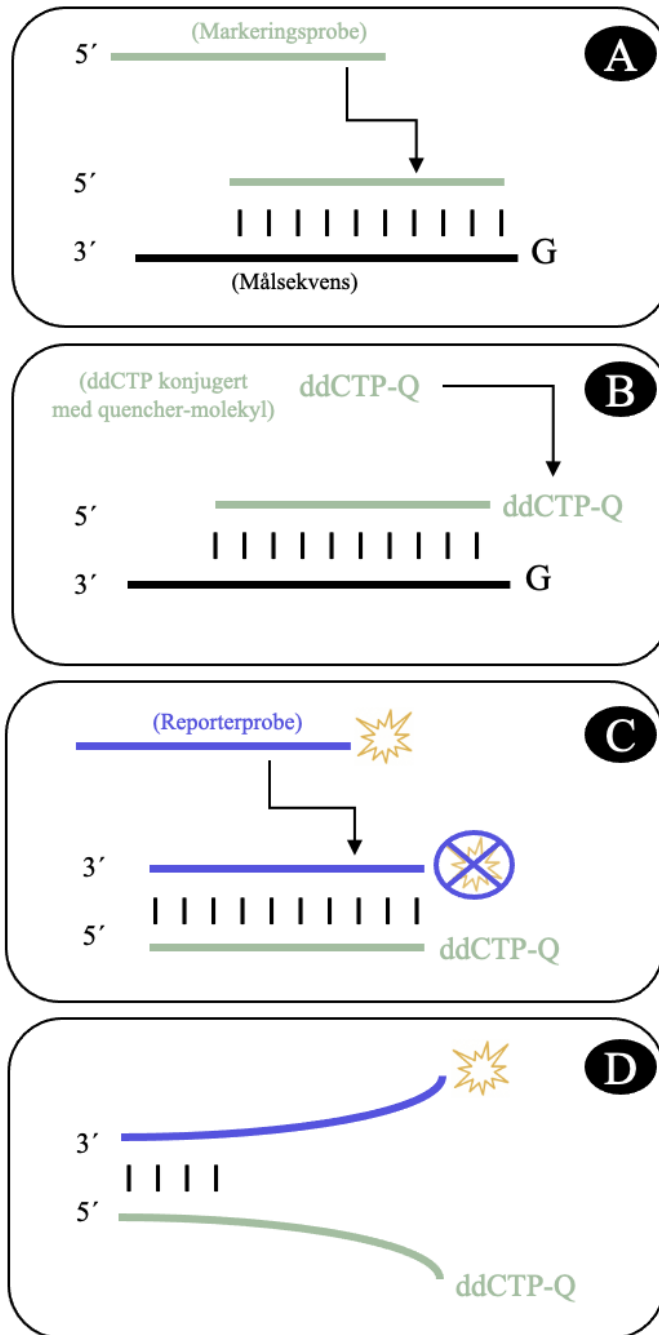 (Markeringsprobe)
5´
A
5´
3´
G
(Målsekvens)
(ddCTP konjugert
med quencher-molekyl)
ddCTP-Q
B
5´
ddCTP-Q
3´
G
(Reporterprobe)
C
3´
5´
ddCTP-Q
D
3´
5´
ddCTP-Q